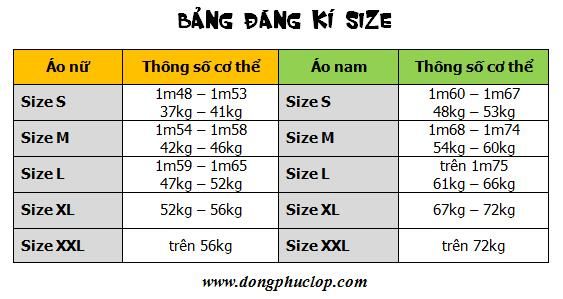 BẢNG ĐĂNG KÍ SIZE
Áo nữ Thông số cơ thể Áo nam Thông số cơ thể
Size S 1m48 – 1m53 Size S 1m60 – 1m67
37kg – 41kg 48kg – 53kg
Size M 1m54 – 1m58 Size M 1m68 – 1m74
42kg – 46kg 54kg – 60kg
Size L 1m59 – 1m65 Size L trên 1m75
47kg – 52kg 61kg – 66kg
Size XL 52kg – 56kg Size XL 67kg – 72kg
Size XXL trên 56kg Size XXL trên 72kg
www.dongphuclop.com